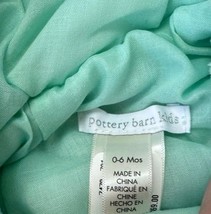 pottery barn kids
0-6 Mos
MADE IN
CHINA
FABRIQUÉ EN
CHINE
HECHO EN
CHINA